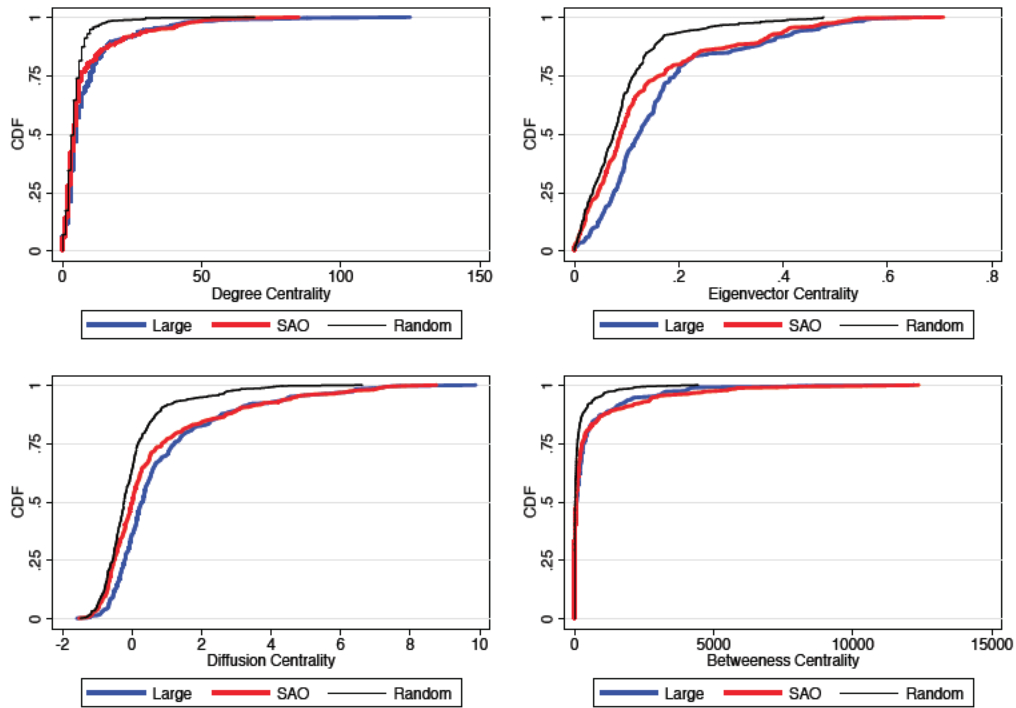 CDF
0 .25 .5 .75 1
0 50 100 150
Degree Centrality
Large SAO Random
CDF
0 .25 .5 .75 1
0 .2 .4 .6 .8
Eigenvector Centrality
Large SAO Random
CDF
0 .25 .5 .75 1
-2 0 2 4 6 8 10
Diffusion Centrality
Large SAO Random
CDF
0 .25 .5 .75 1
0 5000 10000 15000
Betweeness Centrality
Large SAO Random